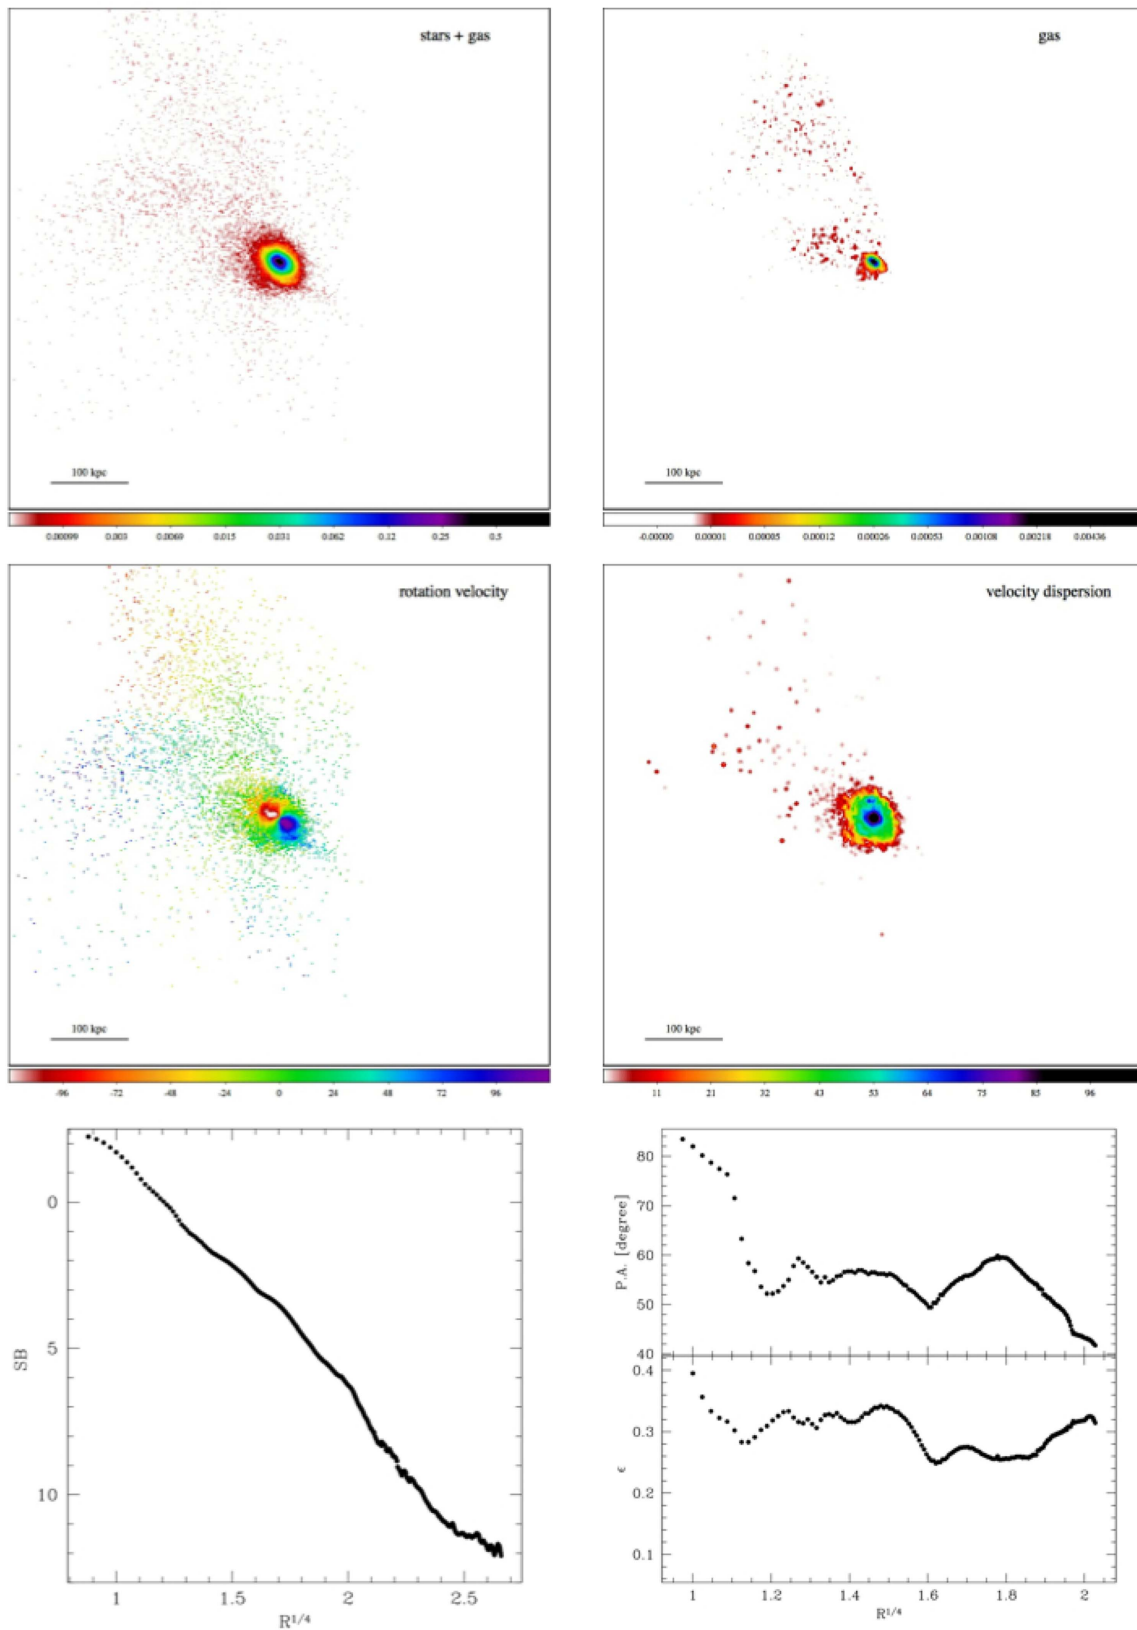 stars + gas
gas
100 kpc
100 kpc
0.00099 0.003 0.0069 0.015 0.031 0.062 0.12 0.25 0.5
-0.00000 0.00001 0.00005 0.00012 0.00026 0.00053 0.00108 0.00218 0.00436
rotation velocity
velocity dispersion
100 kpc
100 kpc
-96 -72 -48 -24 0 24 48 72 96
11 21 32 43 53 64 75 85 96
SB
0
5
10
1 1.5 2 2.5
R1/4
P.A. [degree]
80
70
60
50
40
ϵ
0.4
0.3
0.2
0.1
1 1.2 1.4 1.6 1.8 2
R1/4